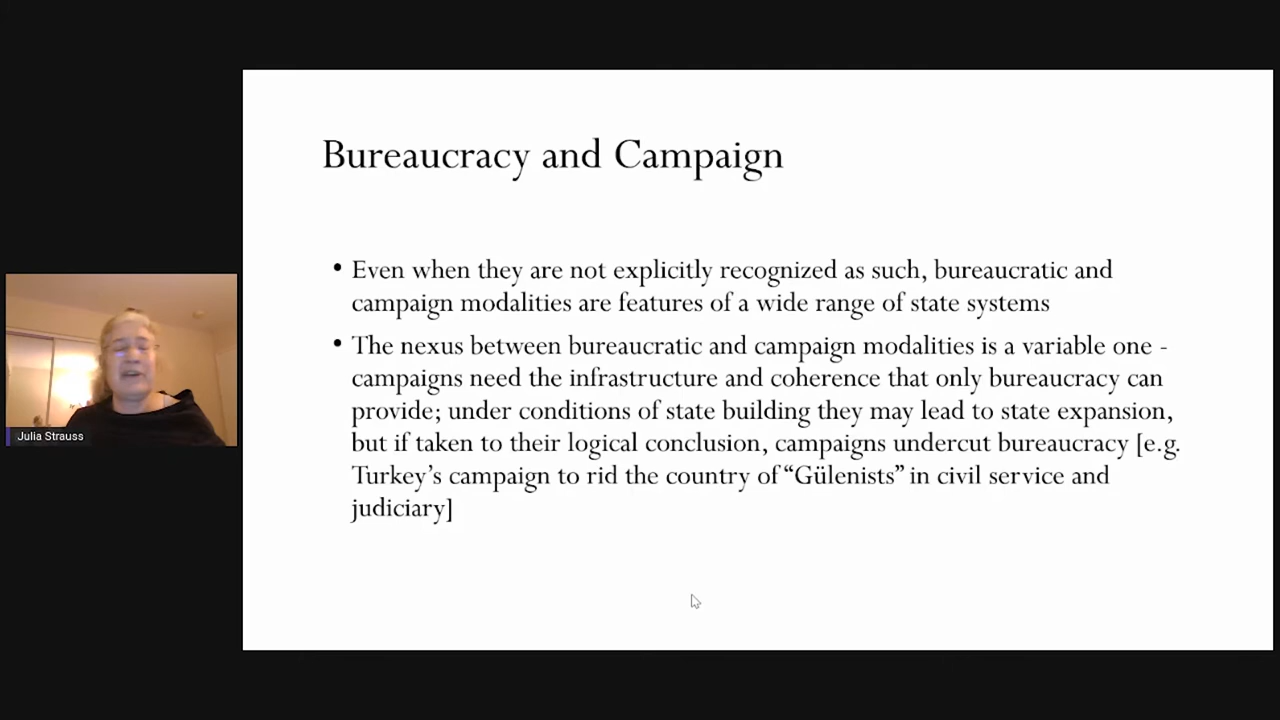 Bureaucracy and Campaign
• Even when they are not explicitly recognized as such, bureaucratic and
campaign modalities are features of a wide range of state systems
• The nexus between bureaucratic and campaign modalities is a variable one -
campaigns need the infrastructure and coherence that only bureaucracy can
provide; under conditions of state building they may lead to state expansion,
but if taken to their logical conclusion, campaigns undercut bureaucracy [e.g.
Turkey’s campaign to rid the country of “Gülenists” in civil service and
judiciary]
Julia Strauss